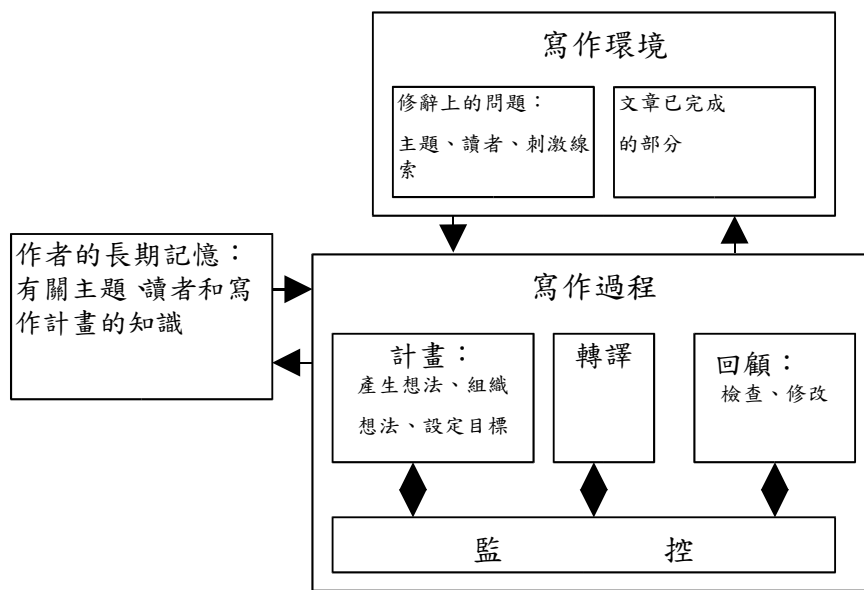 寫作環境
修辭上的問題：
主題、讀者、刺激線
索
文章已完成
的部分
作者的長期記憶：
有關主題、讀者和寫
作計畫的知識
寫作過程
計畫：
產生想法、組織
想法、設定目標
轉譯
回顧：
檢查、修改
監 控